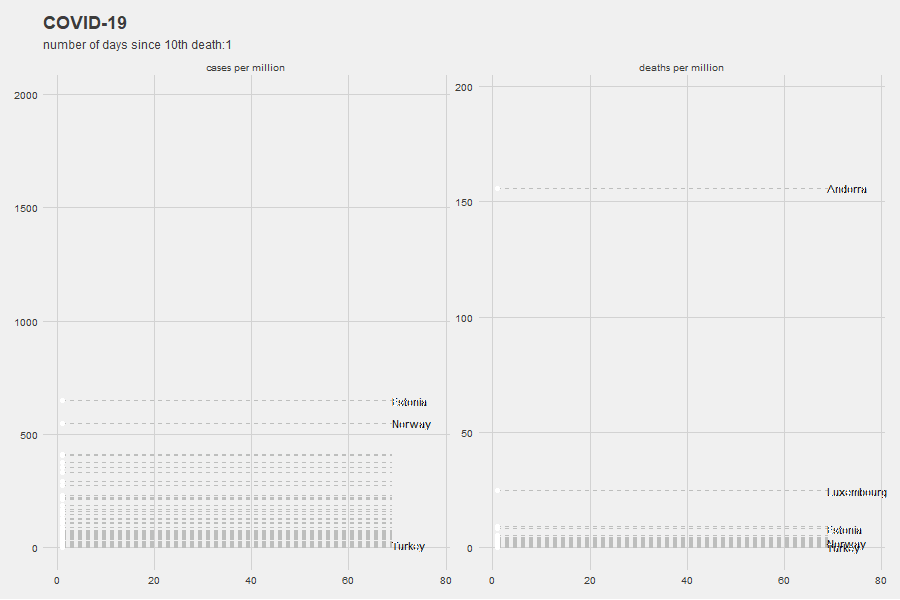 COVID-19
number of days since 10th death:1
cases per million
deaths per million
2000
1500
1000
500
0
Estonia
Norway
Turkey
0 20 40 60 80
200
150
100
50
0
Andorra
Luxembourg
Estonia
Norway
Turkey
0 20 40 60 80